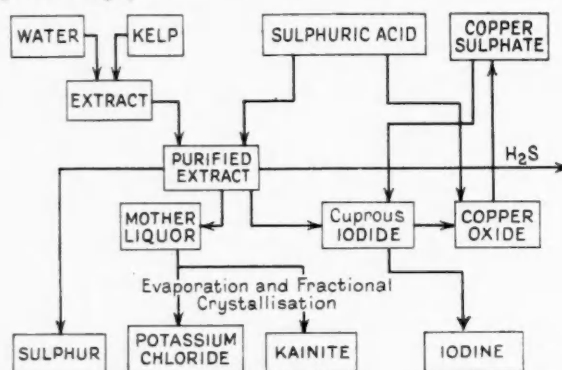 WATER
KELP
SULPHURIC ACID
COPPER
SULPHATE
EXTRACT
PURIFIED
EXTRACT
H₂S
MOTHER
LIQUOR
Cuprous
IODIDE
COPPER
OXIDE
Evaporation and Fractional
Crystallisation
SULPHUR
POTASSIUM
CHLORIDE
KAINITE
IODINE